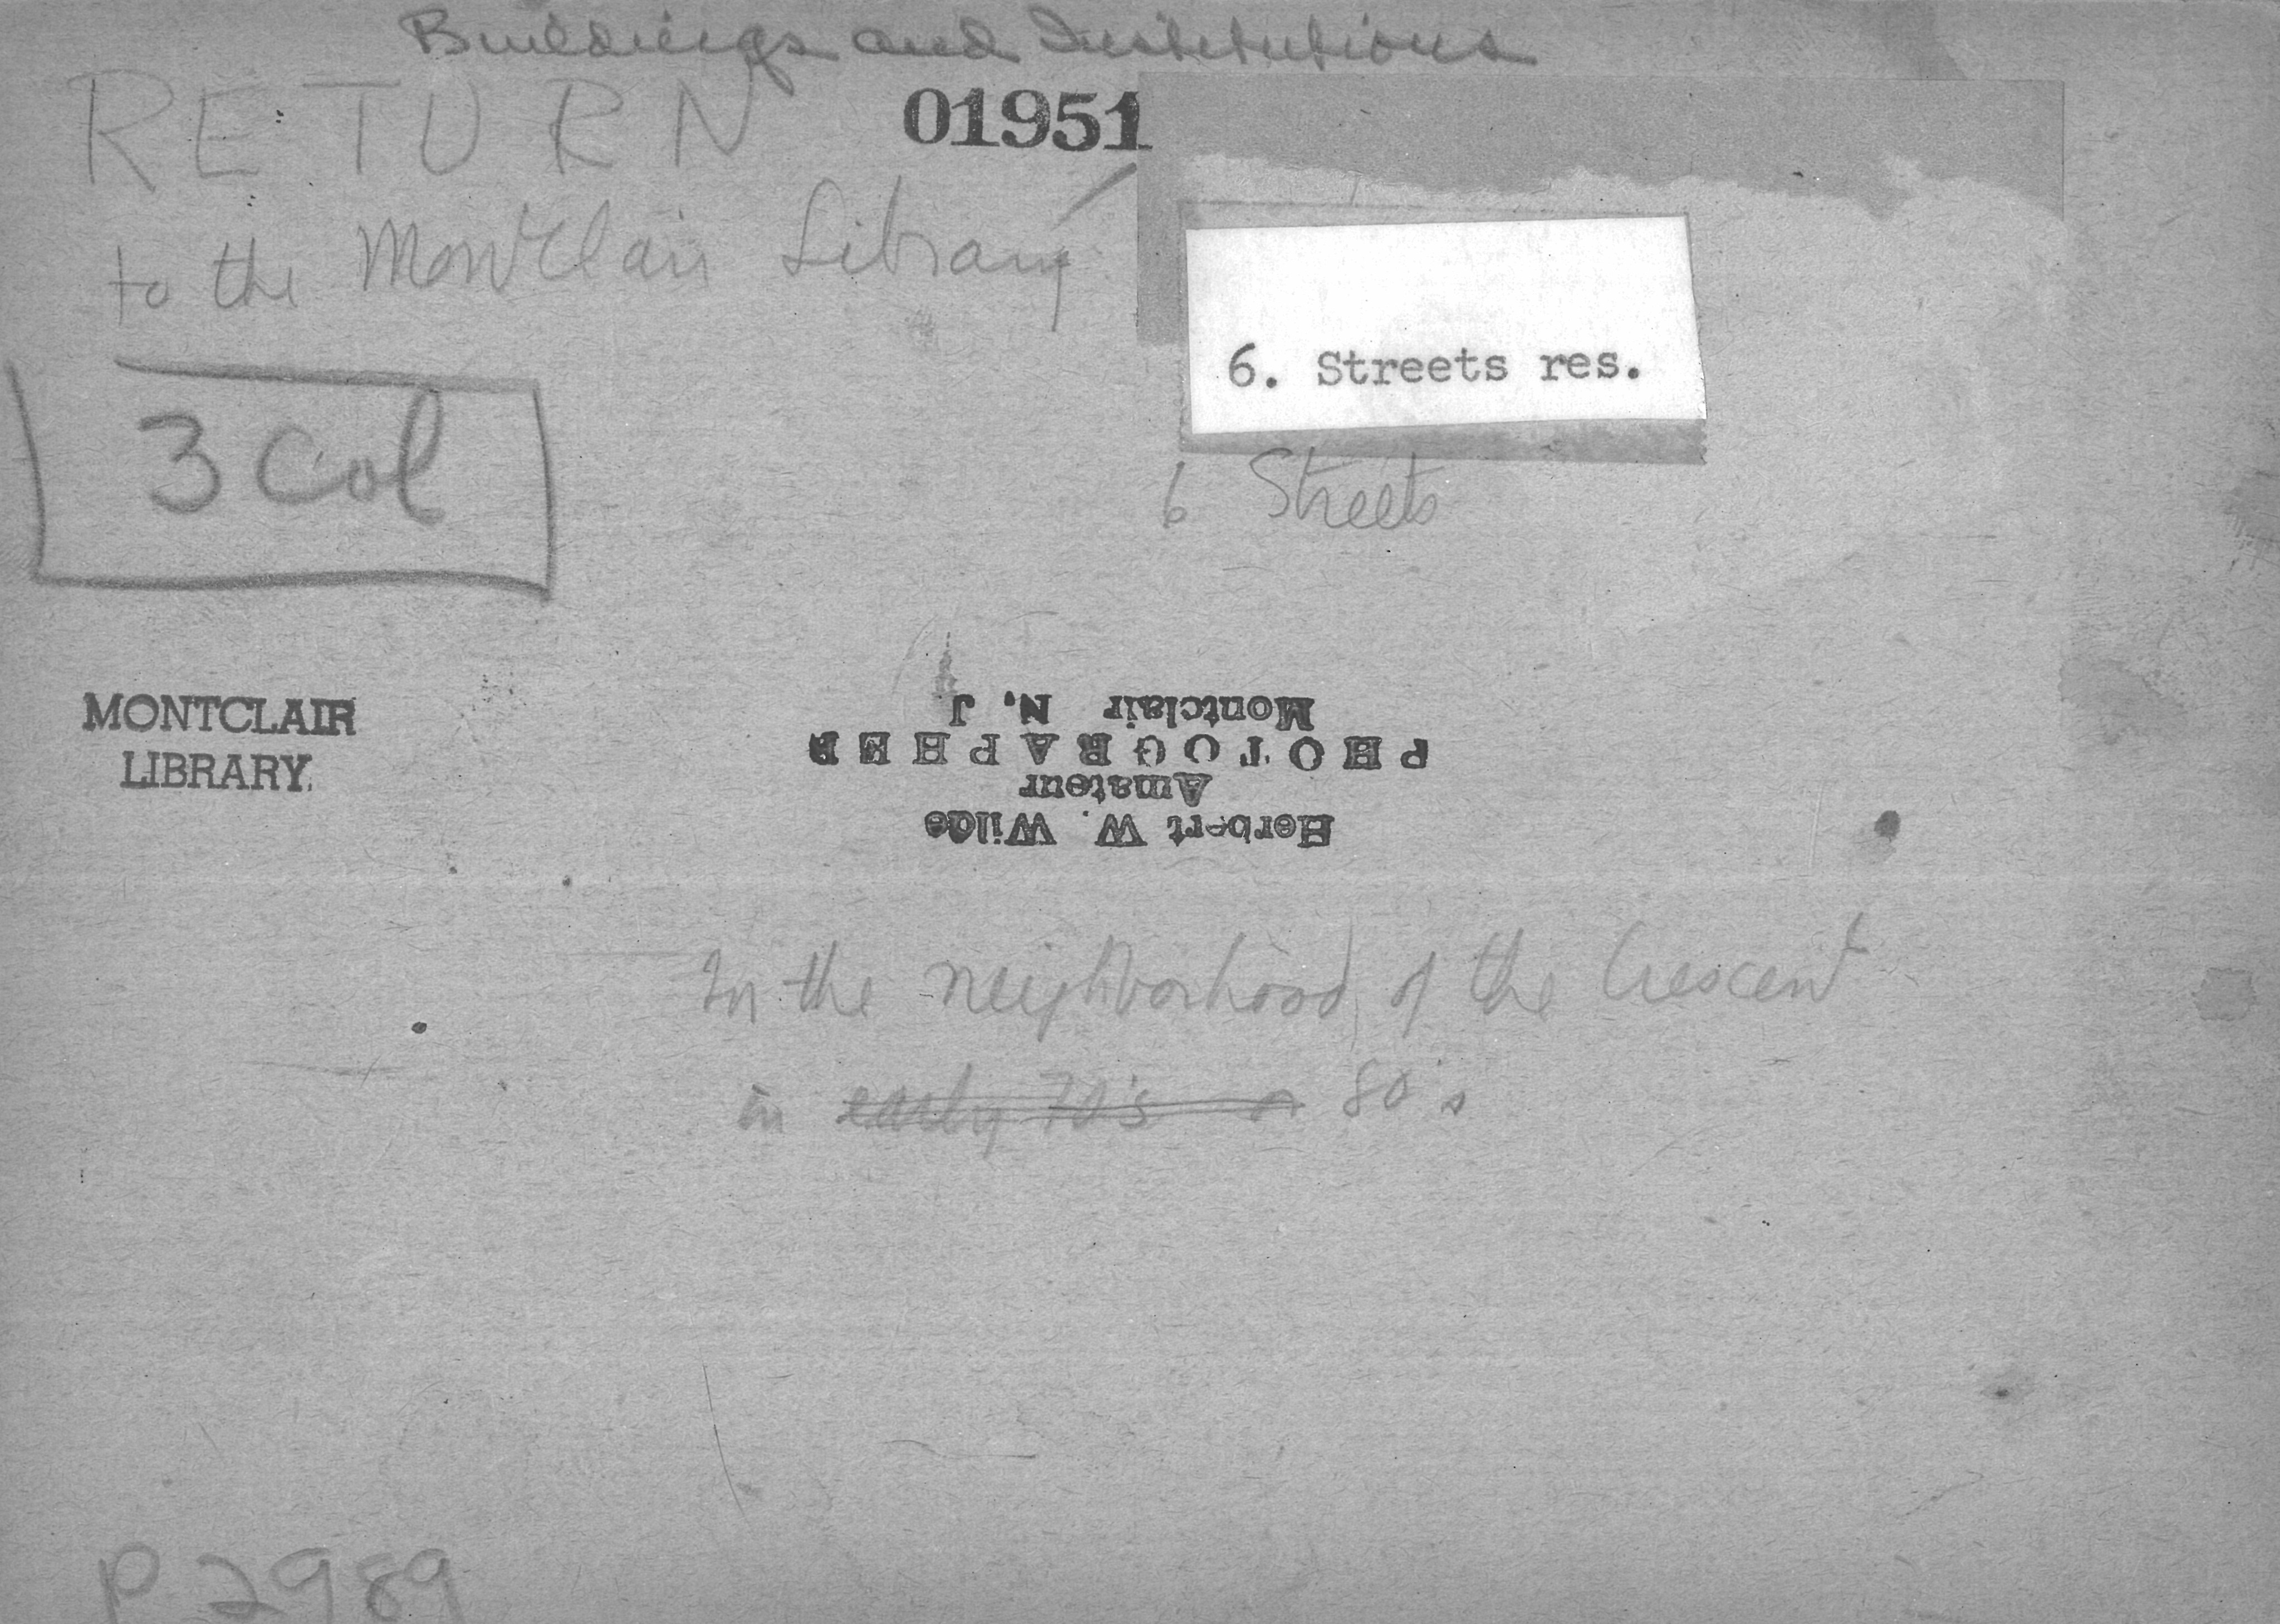 Buildings and Institutions
RETURN
01951
to the Montclair Library
6. Streets res.
3 Col
6 Streets
MONTCLAIR
LIBRARY.
Herbert W. Wilde
Amateur
PHOTOGRAPHER
Montclair N. J
In the neighborhood of the Crescent
in early 70's or 80's
P2989